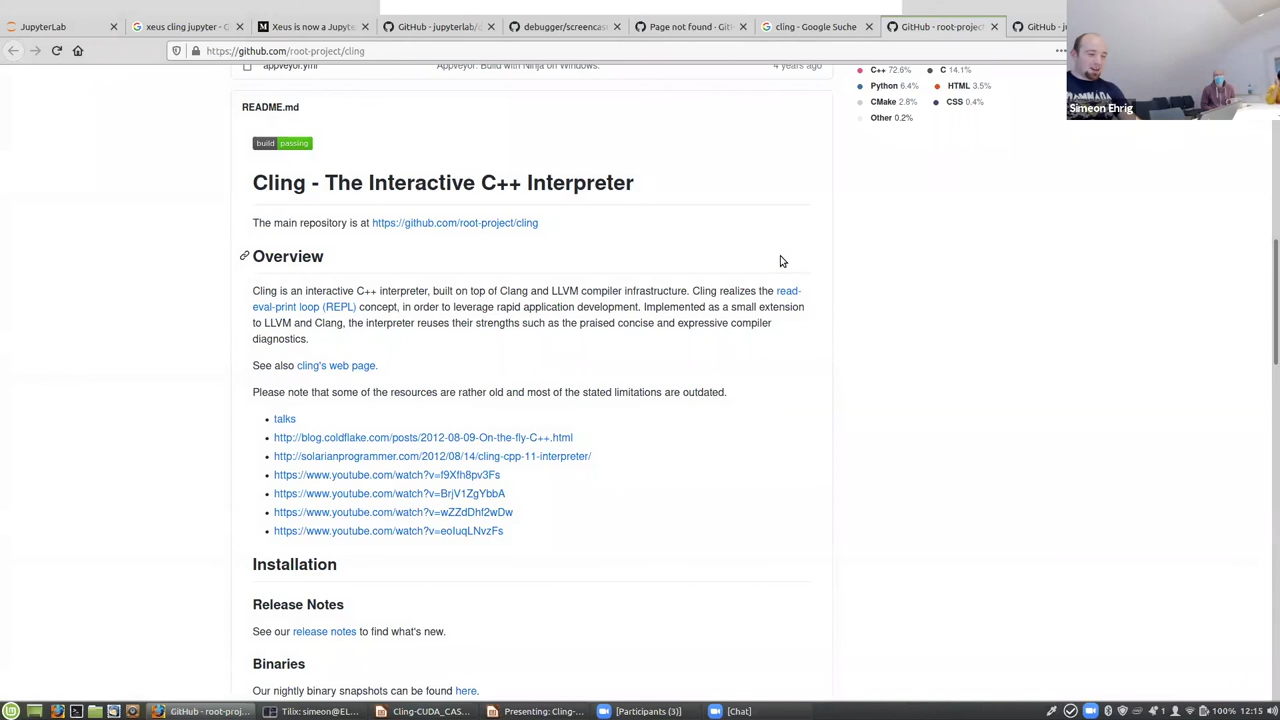 JupyterLab
xeus cling jupyter - G
Xeus is now a Jupyte
GitHub - jupyterlab/
debugger/screencas
Page not found · GitHub
cling - Google Suche
GitHub - root-project
GitHub - ju
https://github.com/root-project/cling
appveyor.yml
Appveyor: Build with Ninja on Windows.
4 years ago
C++ 72.6%
C 14.1%
Python 6.4%
HTML 3.5%
CMake 2.8%
CSS 0.4%
Other 0.2%
Simeon Ehrig
README.md
build passing
Cling - The Interactive C++ Interpreter
The main repository is at https://github.com/root-project/cling
Overview
Cling is an interactive C++ interpreter, built on top of Clang and LLVM compiler infrastructure. Cling realizes the read-
eval-print loop (REPL) concept, in order to leverage rapid application development. Implemented as a small extension
to LLVM and Clang, the interpreter reuses their strengths such as the praised concise and expressive compiler
diagnostics.
See also cling's web page.
Please note that some of the resources are rather old and most of the stated limitations are outdated.
talks
http://blog.coldflake.com/posts/2012-08-09-On-the-fly-C++.html
http://solarianprogrammer.com/2012/08/14/cling-cpp-11-interpreter/
https://www.youtube.com/watch?v=f9Xfh8pv3Fs
https://www.youtube.com/watch?v=BrjV1ZgYbbA
https://www.youtube.com/watch?v=wZZdDhf2wDw
https://www.youtube.com/watch?v=eoIuqLNvzFs
Installation
Release Notes
See our release notes to find what's new.
Binaries
Our nightly binary snapshots can be found here.
GitHub - root-proj...
Tilix: simeon@EL...
Cling-CUDA_CAS...
Presenting: Cling-...
[Participants (3)]
[Chat]
1
100%
12:15